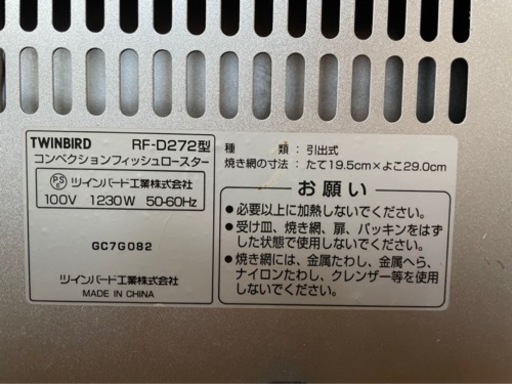 TWINBIRD RF-D272型
コンベクションフィッシュロースター
PSE ツインバード工業株式会社
100V 1230W 50-60Hz
GC7G082
ツインバード工業株式会社
MADE IN CHINA
種類：引出式
焼き網の寸法：たて19.5cm×よこ29.0cm
お願い
●必要以上に加熱しないでください。
●受け皿、焼き網、扉、パッキンをはず
した状態で使用しないでください。
●焼き網には、金属たわし、金属へら、
ナイロンたわし、クレンザー等を使用
しないでください。